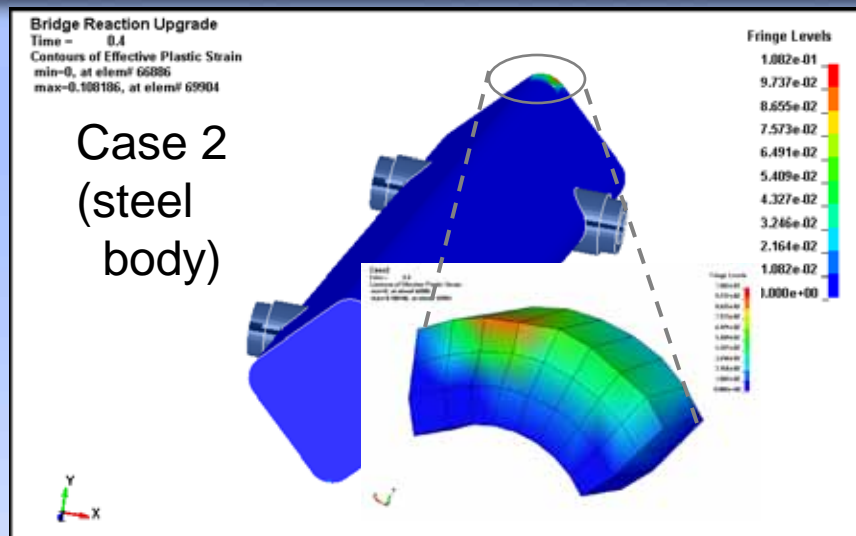 Bridge Reaction Upgrade
Time = 0.4
Contours of Effective Plastic Strain
min=0, at elem# 66886
max=0.108186, at elem# 69904
Case 2
(steel
body)
Fringe Levels
1.082e-01
9.737e-02
8.655e-02
7.573e-02
6.491e-02
5.409e-02
4.327e-02
3.246e-02
2.164e-02
1.082e-02
0.000e+00
Fringe Levels
Y
X